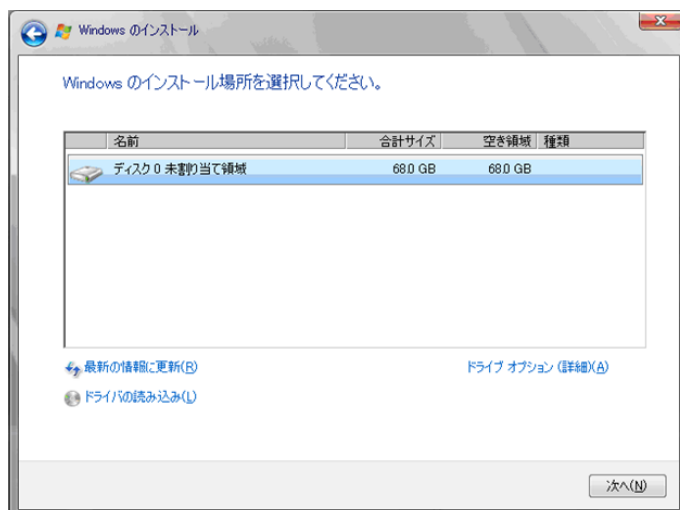 Windows のインストール
Windows のインストール場所を選択してください。
名前 合計サイズ 空き領域 種類
ディスク 0 未割り当て領域 68.0 GB 68.0 GB
最新の情報に更新(R) ドライブ オプション (詳細)(A)
ドライバの読み込み(L)
次へ(N)